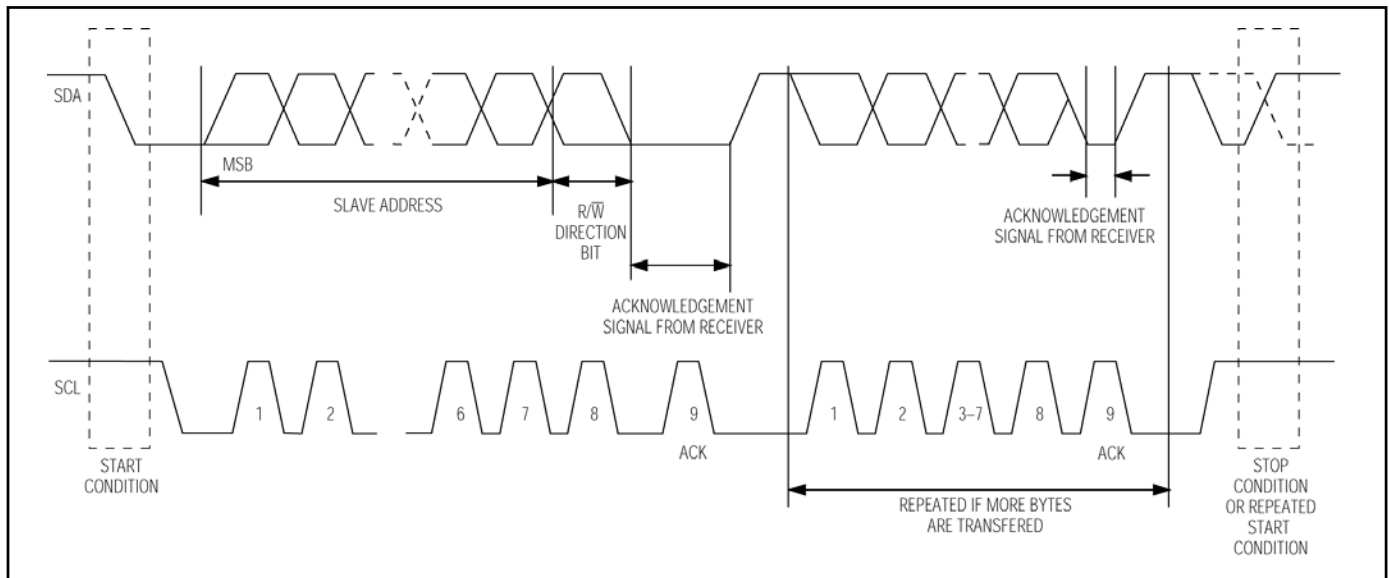 SDA
MSB
SLAVE ADDRESS
R/W̅
DIRECTION
BIT
ACKNOWLEDGEMENT
SIGNAL FROM RECEIVER
ACKNOWLEDGEMENT
SIGNAL FROM RECEIVER
SCL
1
2
6
7
8
9
1
2
3–7
8
9
ACK
ACK
START
CONDITION
REPEATED IF MORE BYTES
ARE TRANSFERED
STOP
CONDITION
OR REPEATED
START
CONDITION